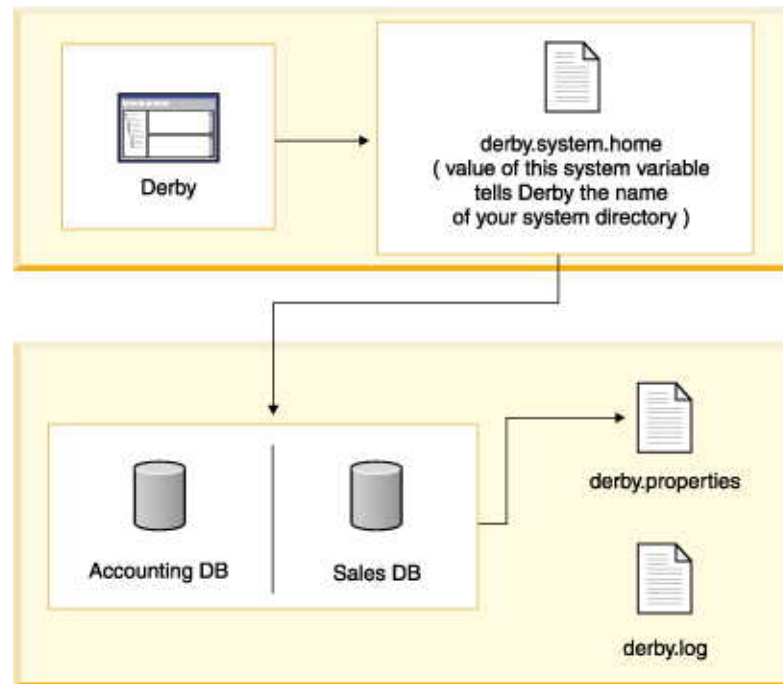 Derby
derby.system.home
( value of this system variable
tells Derby the name
of your system directory )
Accounting DB
Sales DB
derby.properties
derby.log